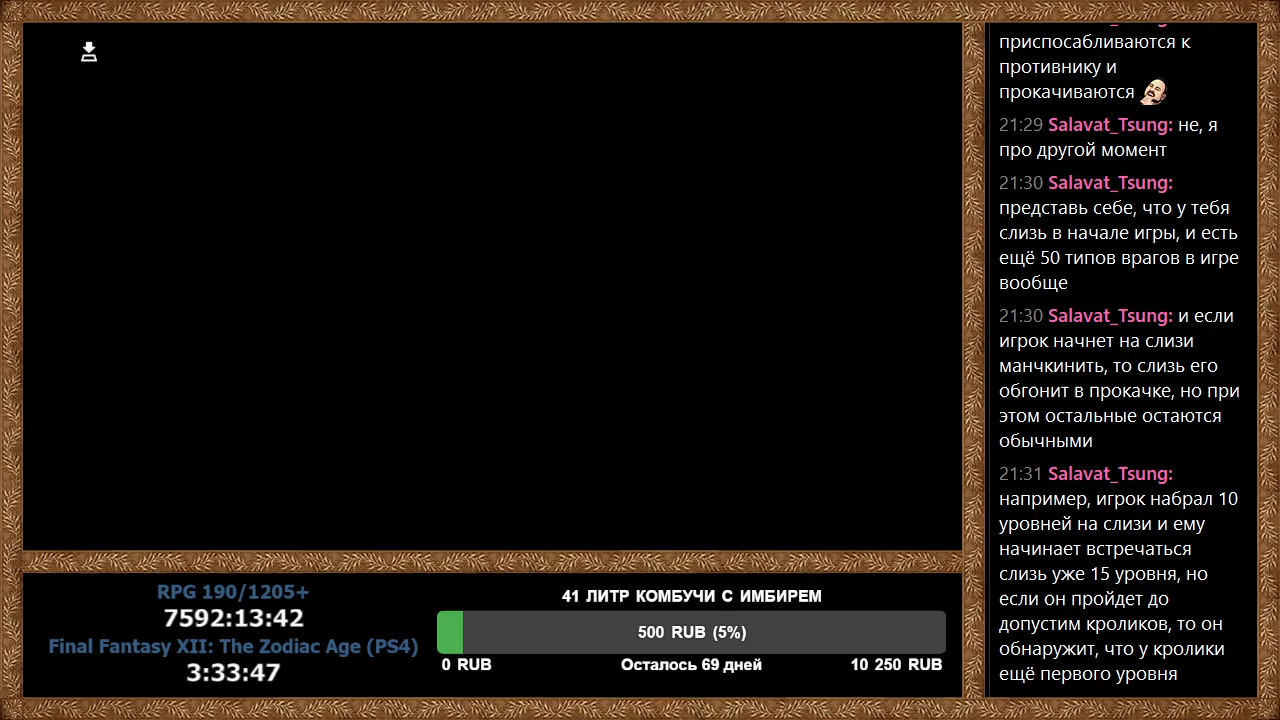 приспосабливаются к
противнику и
прокачиваются
21:29 Salavat_Tsung: не, я
про другой момент
21:30 Salavat_Tsung:
представь себе, что у тебя
слизь в начале игры, и есть
ещё 50 типов врагов в игре
вообще
21:30 Salavat_Tsung: и если
игрок начнет на слизи
манчкинить, то слизь его
обгонит в прокачке, но при
этом остальные остаются
обычными
21:31 Salavat_Tsung:
например, игрок набрал 10
уровней на слизи и ему
начинает встречаться
слизь уже 15 уровня, но
если он пройдет до
допустим кроликов, то он
обнаружит, что у кролики
ещё первого уровня
RPG 190/1205+
7592:13:42
Final Fantasy XII: The Zodiac Age (PS4)
3:33:47
41 ЛИТР КОМБУЧИ С ИМБИРЕМ
500 RUB (5%)
0 RUB
Осталось 69 дней
10 250 RUB